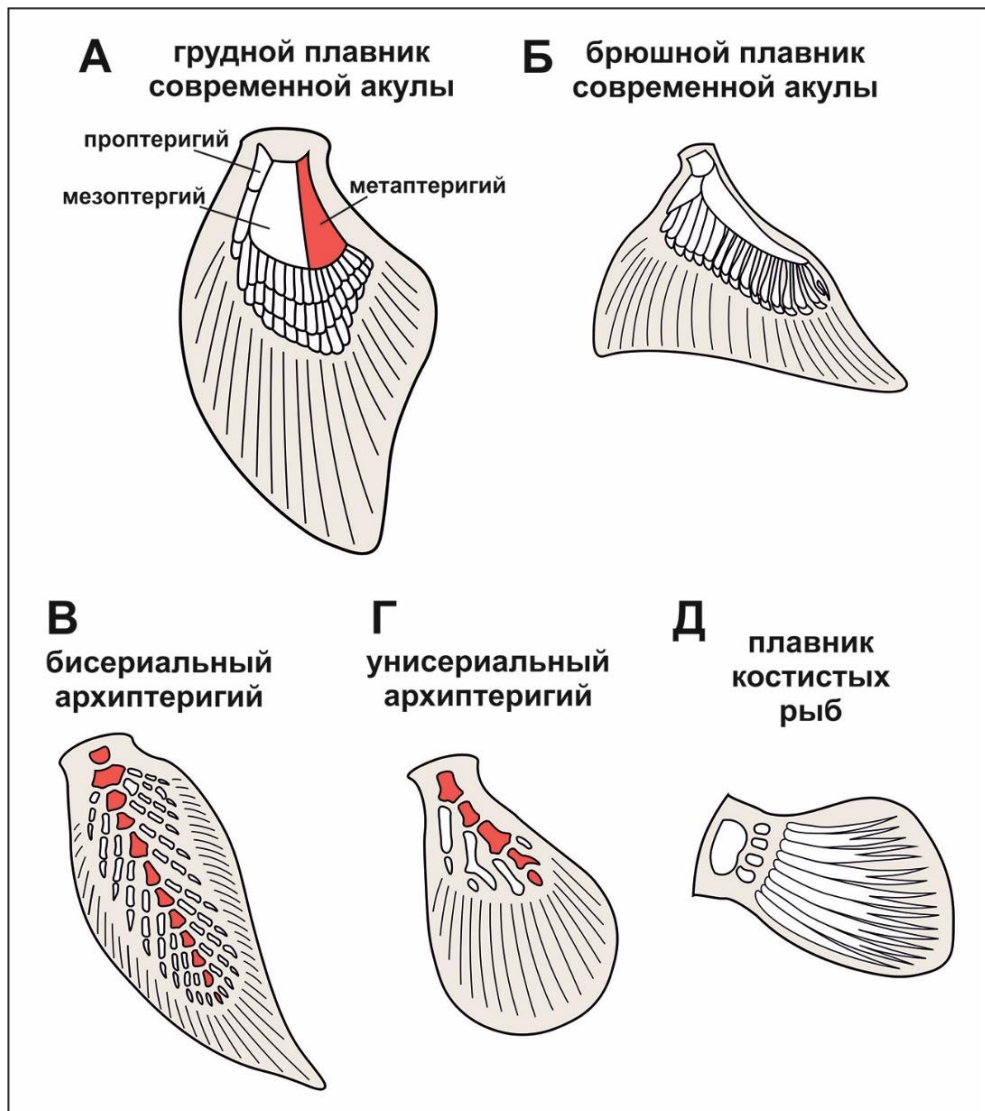 А
грудной плавник
современной акулы
проптеригий
мезоптергий
метаптеригий
Б
брюшной плавник
современной акулы
В
бисериальный
архиптеригий
Г
унисериальный
архиптеригий
Д
плавник
костистых
рыб